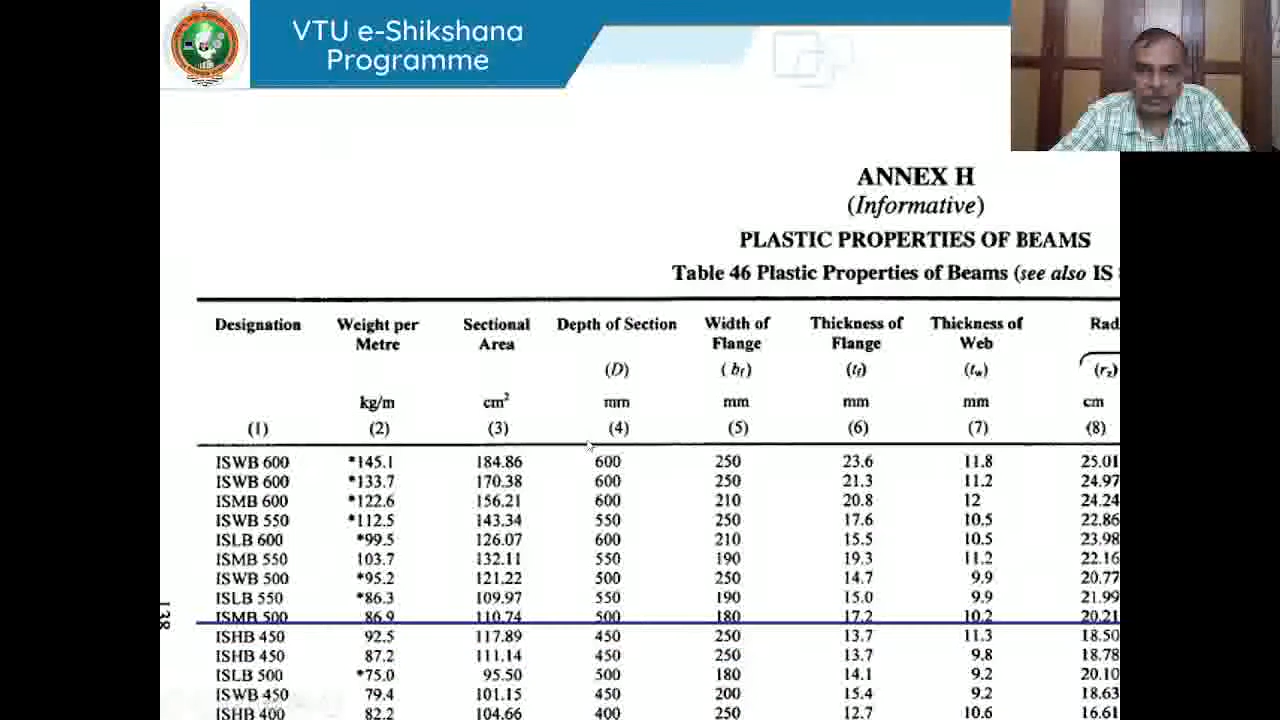 VTU e-Shikshana
Programme
ANNEX H
(Informative)
PLASTIC PROPERTIES OF BEAMS
Table 46 Plastic Properties of Beams (see also IS
Designation Weight per Metre Sectional Area Depth of Section Width of Flange Thickness of Flange Thickness of Web Rad
(D) (bf) (tf) (tw) (rz)
kg/m cm² mm mm mm mm cm
(1) (2) (3) (4) (5) (6) (7) (8)
ISWB 600 *145.1 184.86 600 250 23.6 11.8 25.01
ISWB 600 *133.7 170.38 600 250 21.3 11.2 24.97
ISMB 600 *122.6 156.21 600 210 20.8 12 24.24
ISWB 550 *112.5 143.34 550 250 17.6 10.5 22.86
ISLB 600 *99.5 126.07 600 210 15.5 10.5 23.98
ISMB 550 103.7 132.11 550 190 19.3 11.2 22.16
ISWB 500 *95.2 121.22 500 250 14.7 9.9 20.77
ISLB 550 *86.3 109.97 550 190 15.0 9.9 21.99
ISMB 500 86.9 110.74 500 180 17.2 10.2 20.21
ISHB 450 92.5 117.89 450 250 13.7 11.3 18.50
ISHB 450 87.2 111.14 450 250 13.7 9.8 18.78
ISLB 500 *75.0 95.50 500 180 14.1 9.2 20.10
ISWB 450 79.4 101.15 450 200 15.4 9.2 18.63
ISHB 400 82.2 104.66 400 250 12.7 10.6 16.61
138